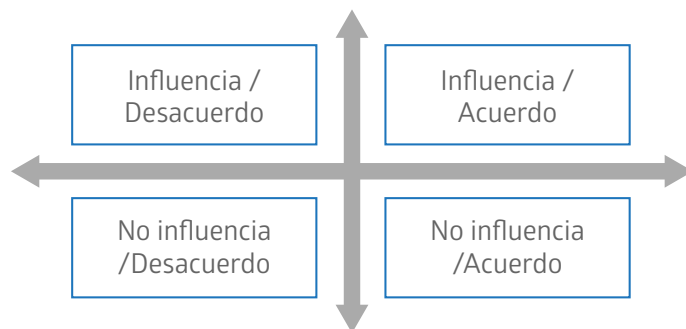 Influencia /
Desacuerdo
Influencia /
Acuerdo
No influencia
/Desacuerdo
No influencia
/Acuerdo